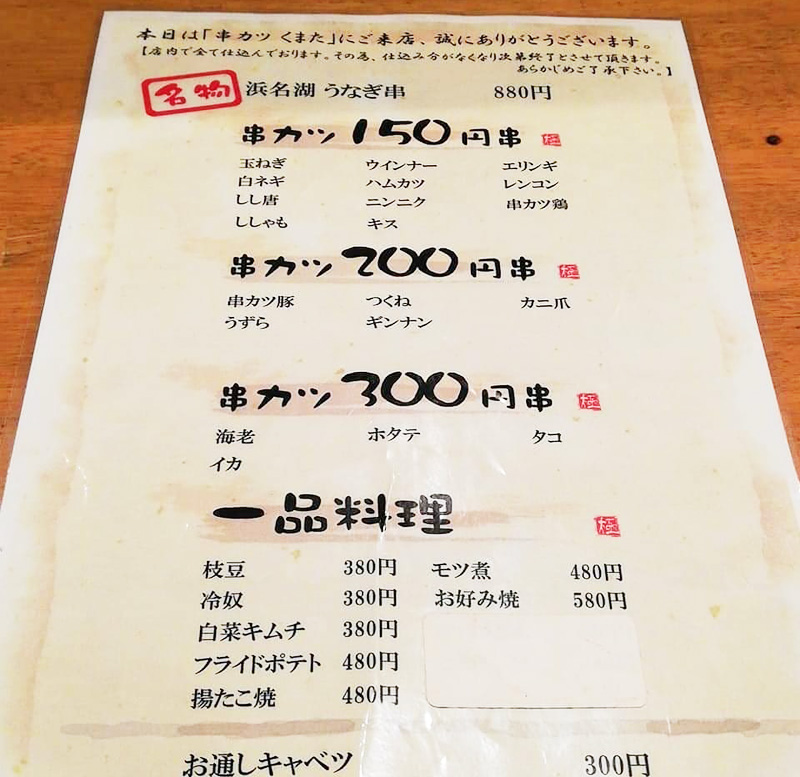 本日は「串カツ くまた」にご来店、誠にありがとうございます。
【店内で全て仕込んでおります。その為、仕込み分がなくなり次第終了とさせて頂きます。
あらかじめご了承下さい。】
名物 浜名湖 うなぎ串 880円
串カツ 150円串 極
玉ねぎ ウインナー エリンギ
白ネギ ハムカツ レンコン
しし唐 ニンニク 串カツ鶏
ししゃも キス
串カツ 200円串 極
串カツ豚 つくね カニ爪
うずら ギンナン
串カツ 300円串 極
海老 ホタテ タコ
イカ
一品料理 極
枝豆 380円 モツ煮 480円
冷奴 380円 お好み焼 580円
白菜キムチ 380円
フライドポテト 480円
揚たこ焼 480円
お通しキャベツ 300円